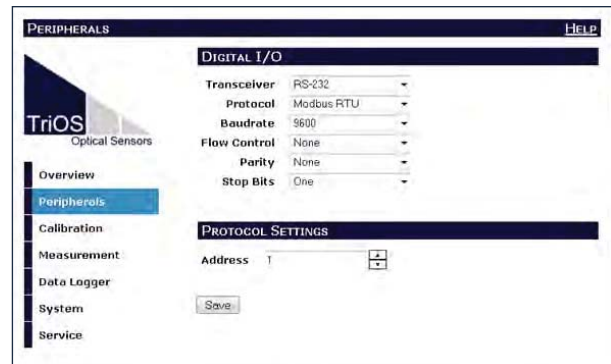 PERIPHERALS
HELP
TriOS
Optical Sensors
Overview
Peripherals
Calibration
Measurement
Data Logger
System
Service
DIGITAL I/O
Transceiver RS-232
Protocol Modbus RTU
Baudrate 9600
Flow Control None
Parity None
Stop Bits One
PROTOCOL SETTINGS
Address 1
Save